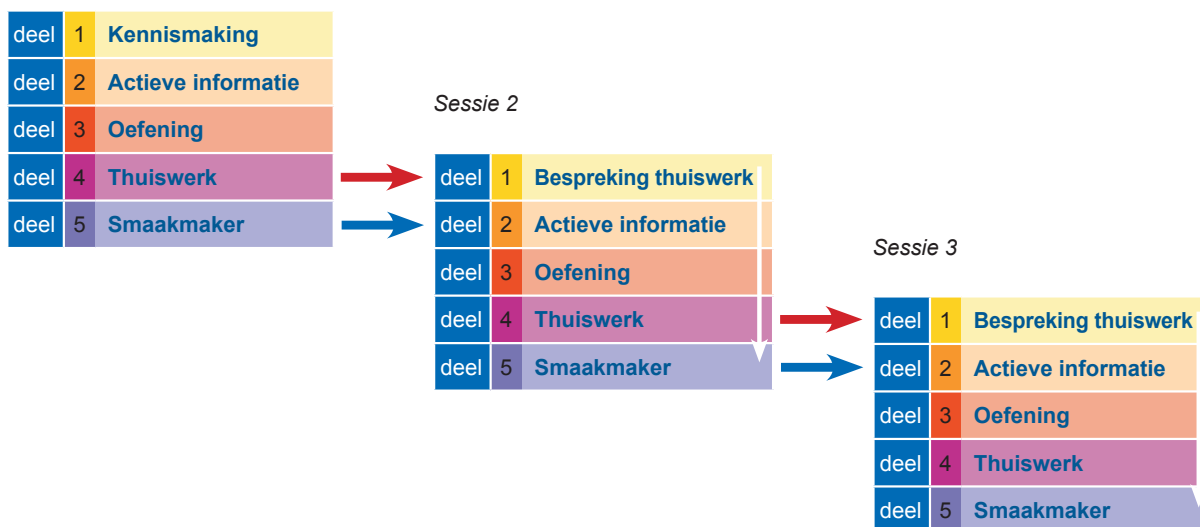 deel 1 Kennismaking
deel 2 Actieve informatie
deel 3 Oefening
deel 4 Thuiswerk
deel 5 Smaakmaker
Sessie 2
deel 1 Bespreking thuiswerk
deel 2 Actieve informatie
deel 3 Oefening
deel 4 Thuiswerk
deel 5 Smaakmaker
Sessie 3
deel 1 Bespreking thuiswerk
deel 2 Actieve informatie
deel 3 Oefening
deel 4 Thuiswerk
deel 5 Smaakmaker